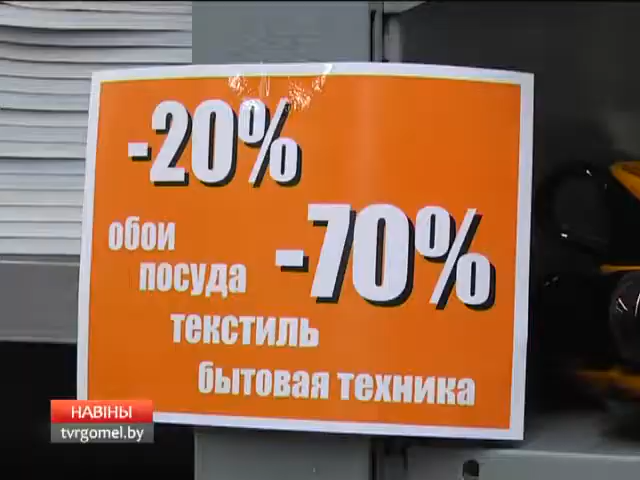 -20%
-70%
обои
посуда
текстиль
бытовая техника
НАВІНЫ
tvrgomel.by